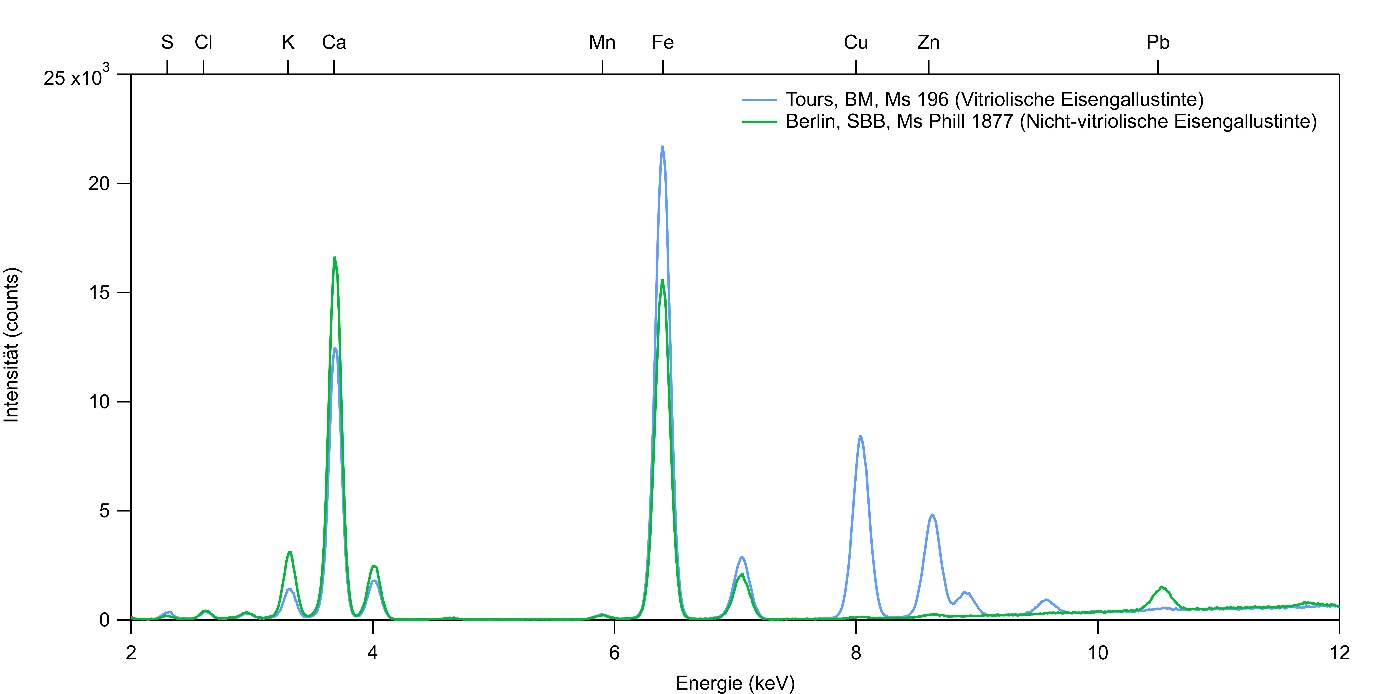 S Cl K Ca Mn Fe Cu Zn Pb
25 x10³
Tours, BM, Ms 196 (Vitriolische Eisengallustinte)
Berlin, SBB, Ms Phill 1877 (Nicht-vitriolische Eisengallustinte)
20
15
10
5
0
Intensität (counts)
2 4 6 8 10 12
Energie (keV)